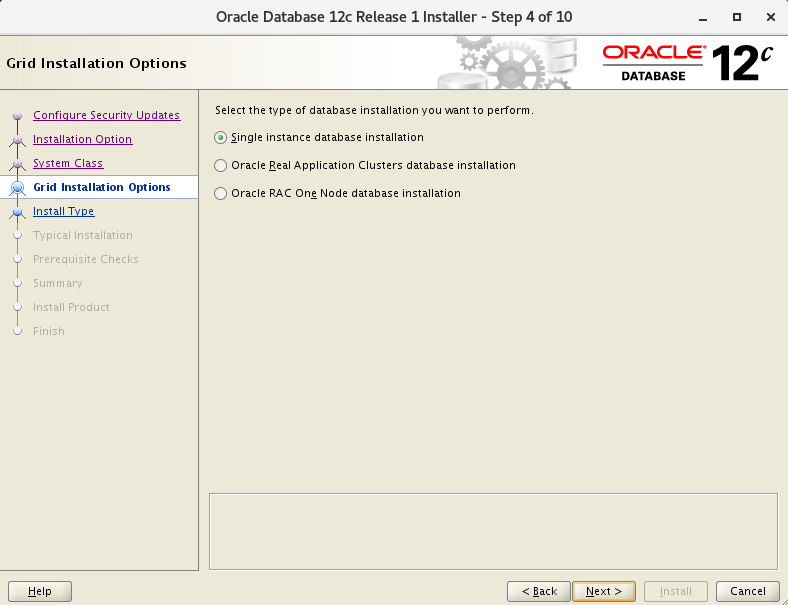 Oracle Database 12c Release 1 Installer - Step 4 of 10
Grid Installation Options
ORACLE®
DATABASE
12c
Configure Security Updates
Installation Option
System Class
Grid Installation Options
Install Type
Typical Installation
Prerequisite Checks
Summary
Install Product
Finish
Select the type of database installation you want to perform.
Single instance database installation
Oracle Real Application Clusters database installation
Oracle RAC One Node database installation
Help
< Back
Next >
Install
Cancel